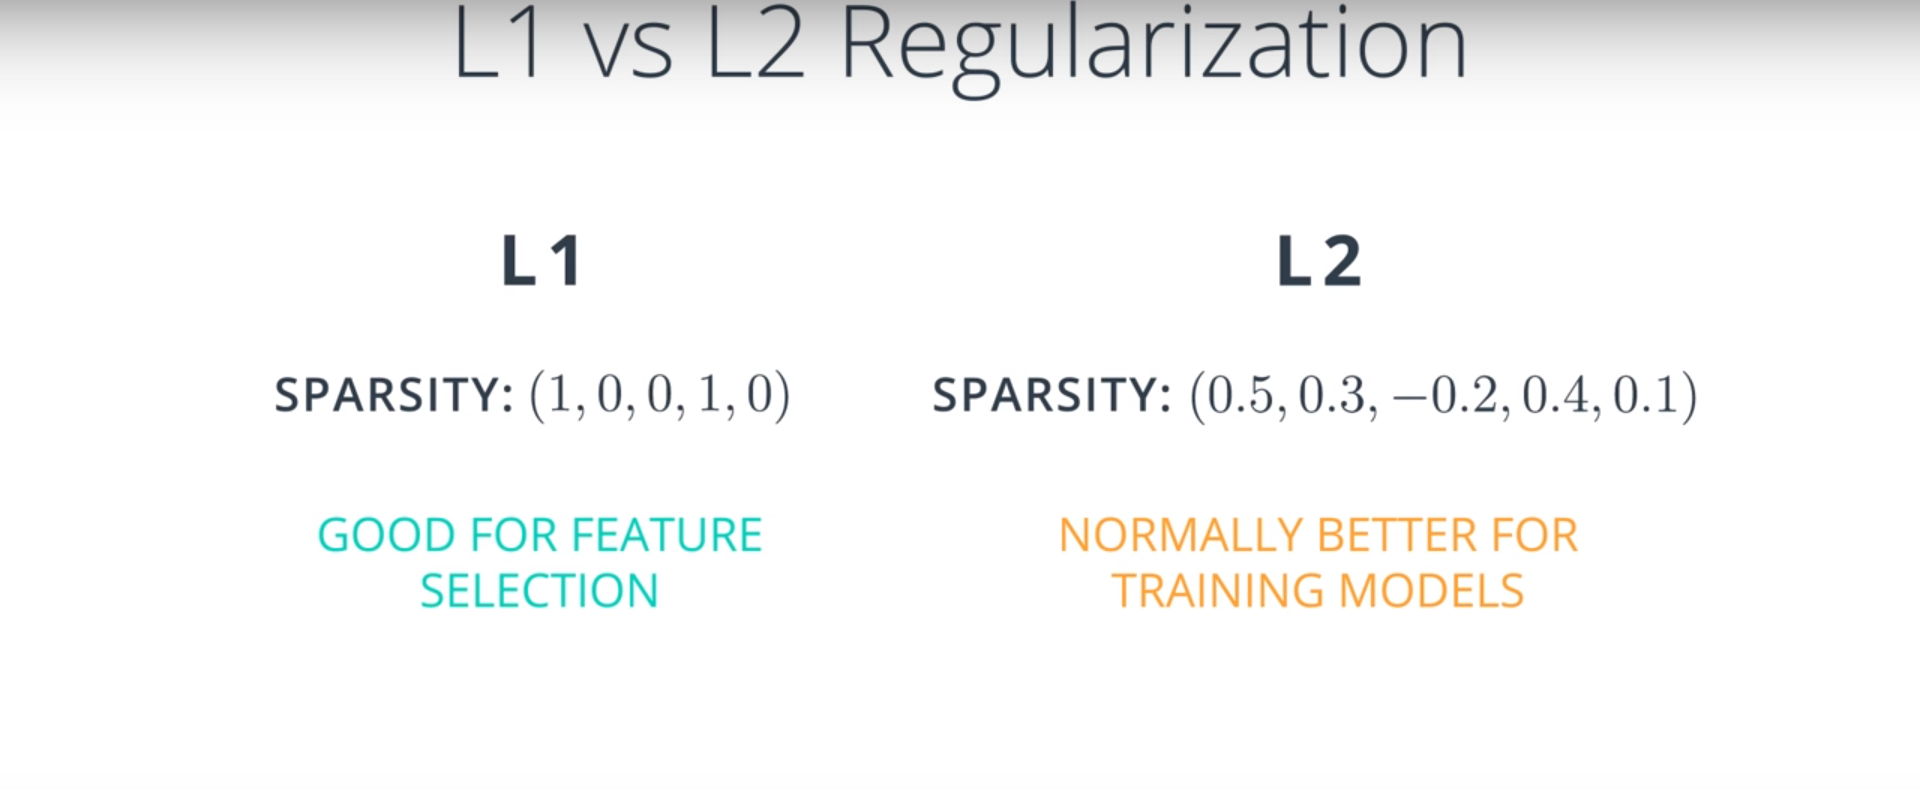 L1 vs L2 Regularization
L1
L2
SPARSITY: (1, 0, 0, 1, 0)
SPARSITY: (0.5, 0.3, −0.2, 0.4, 0.1)
GOOD FOR FEATURE
SELECTION
NORMALLY BETTER FOR
TRAINING MODELS